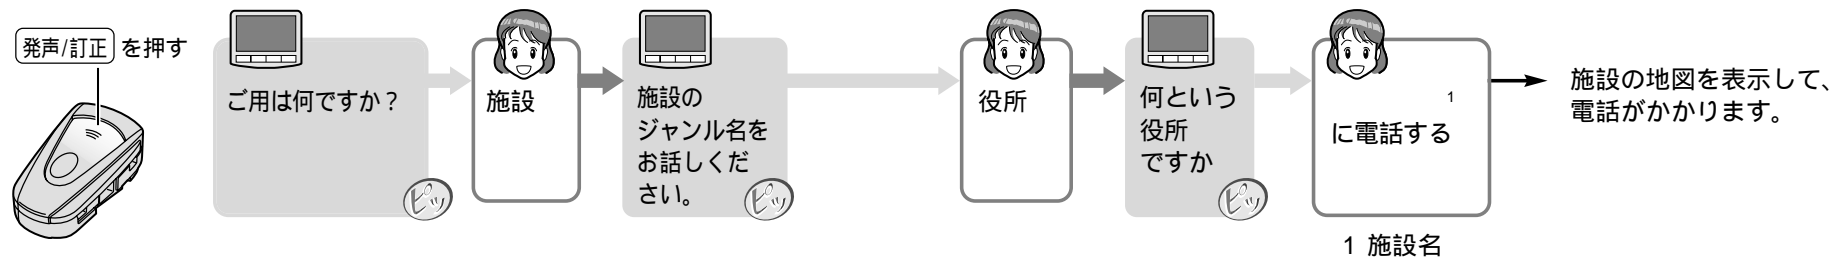 発声/訂正 を押す
ご用は何ですか？
ピッ
施設
施設の
ジャンル名を
お話しくだ
さい。
ピッ
役所
何という
役所
ですか
ピッ
1
に電話する
1 施設名
施設の地図を表示して、
電話がかかります。